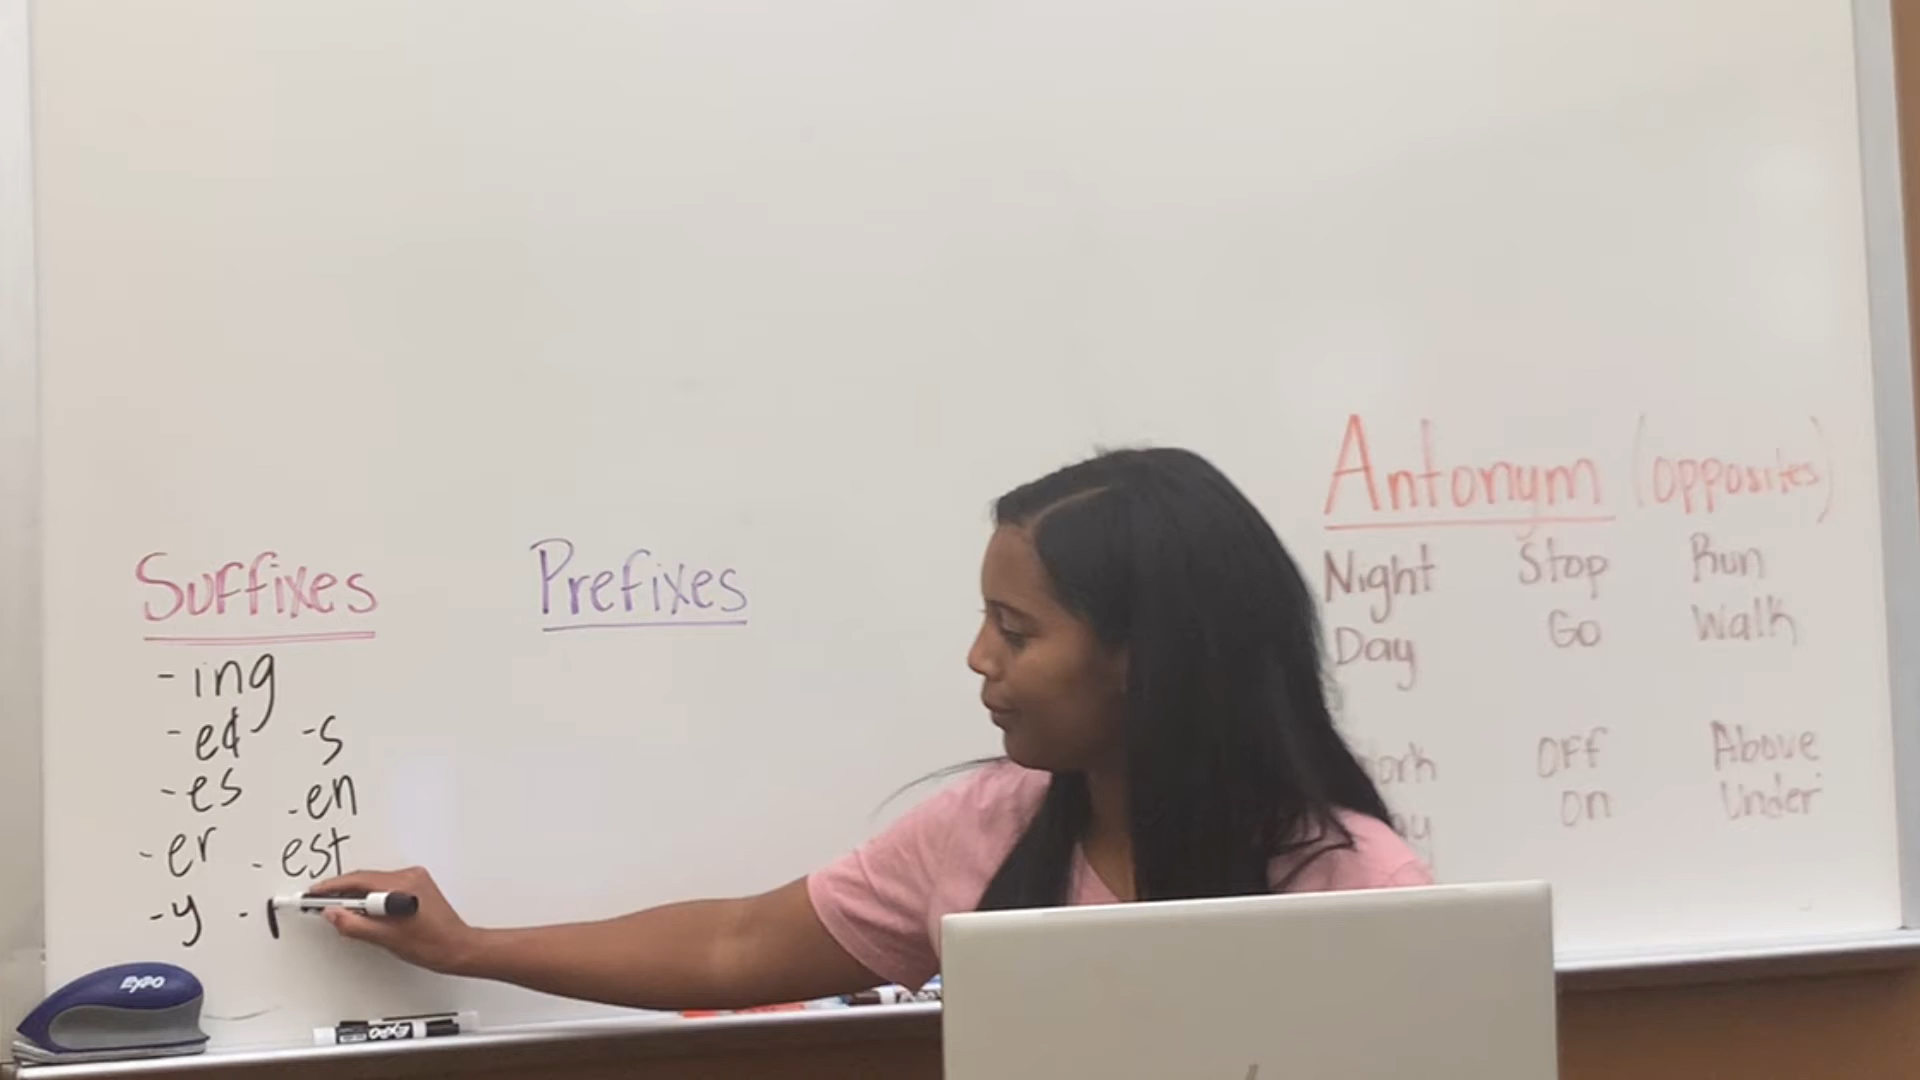 Suffixes
-ing
-ed -s
-es -en
-er -est
-y -
Prefixes
Antonym (opposites)
Night Stop Run
Day Go Walk
OFF Above
On Under
EXPO
EXPO